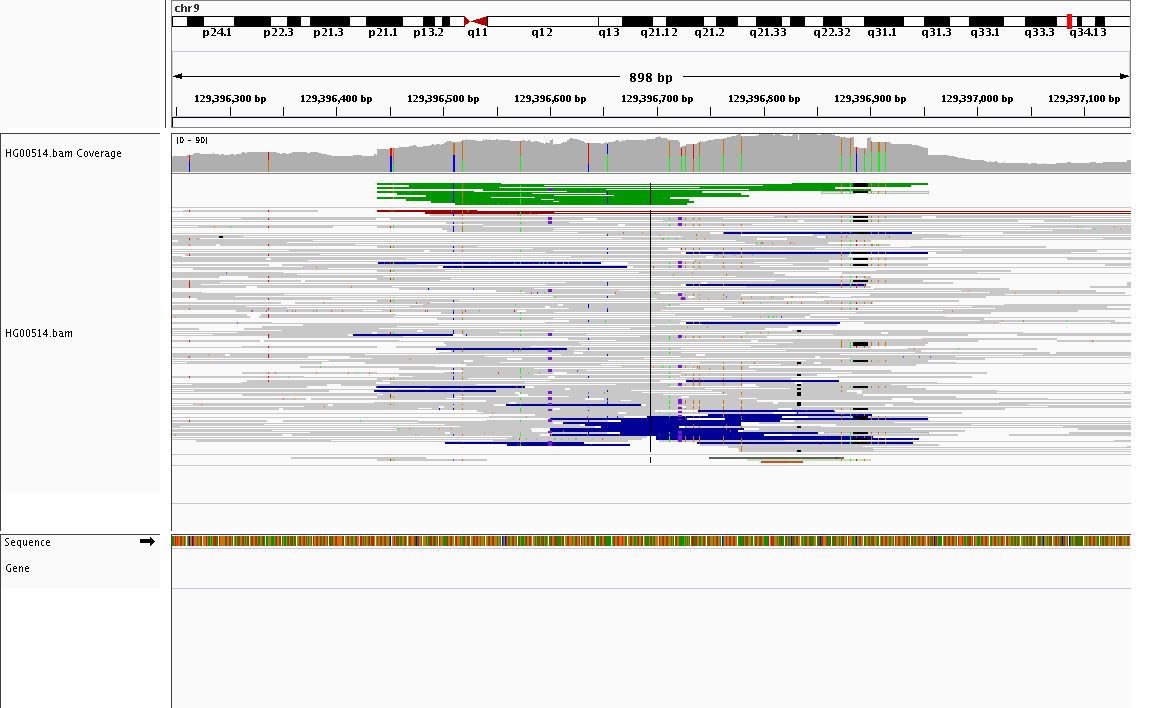 chr9
p24.1 p22.3 p21.3 p21.1 p13.2 q11 q12 q13 q21.12 q21.2 q21.33 q22.32 q31.1 q31.3 q33.1 q33.3 q34.13
898 bp
129,396,300 bp 129,396,400 bp 129,396,500 bp 129,396,600 bp 129,396,700 bp 129,396,800 bp 129,396,900 bp 129,397,000 bp 129,397,100 bp
[0 - 90]
HG00514.bam Coverage
HG00514.bam
Sequence
Gene